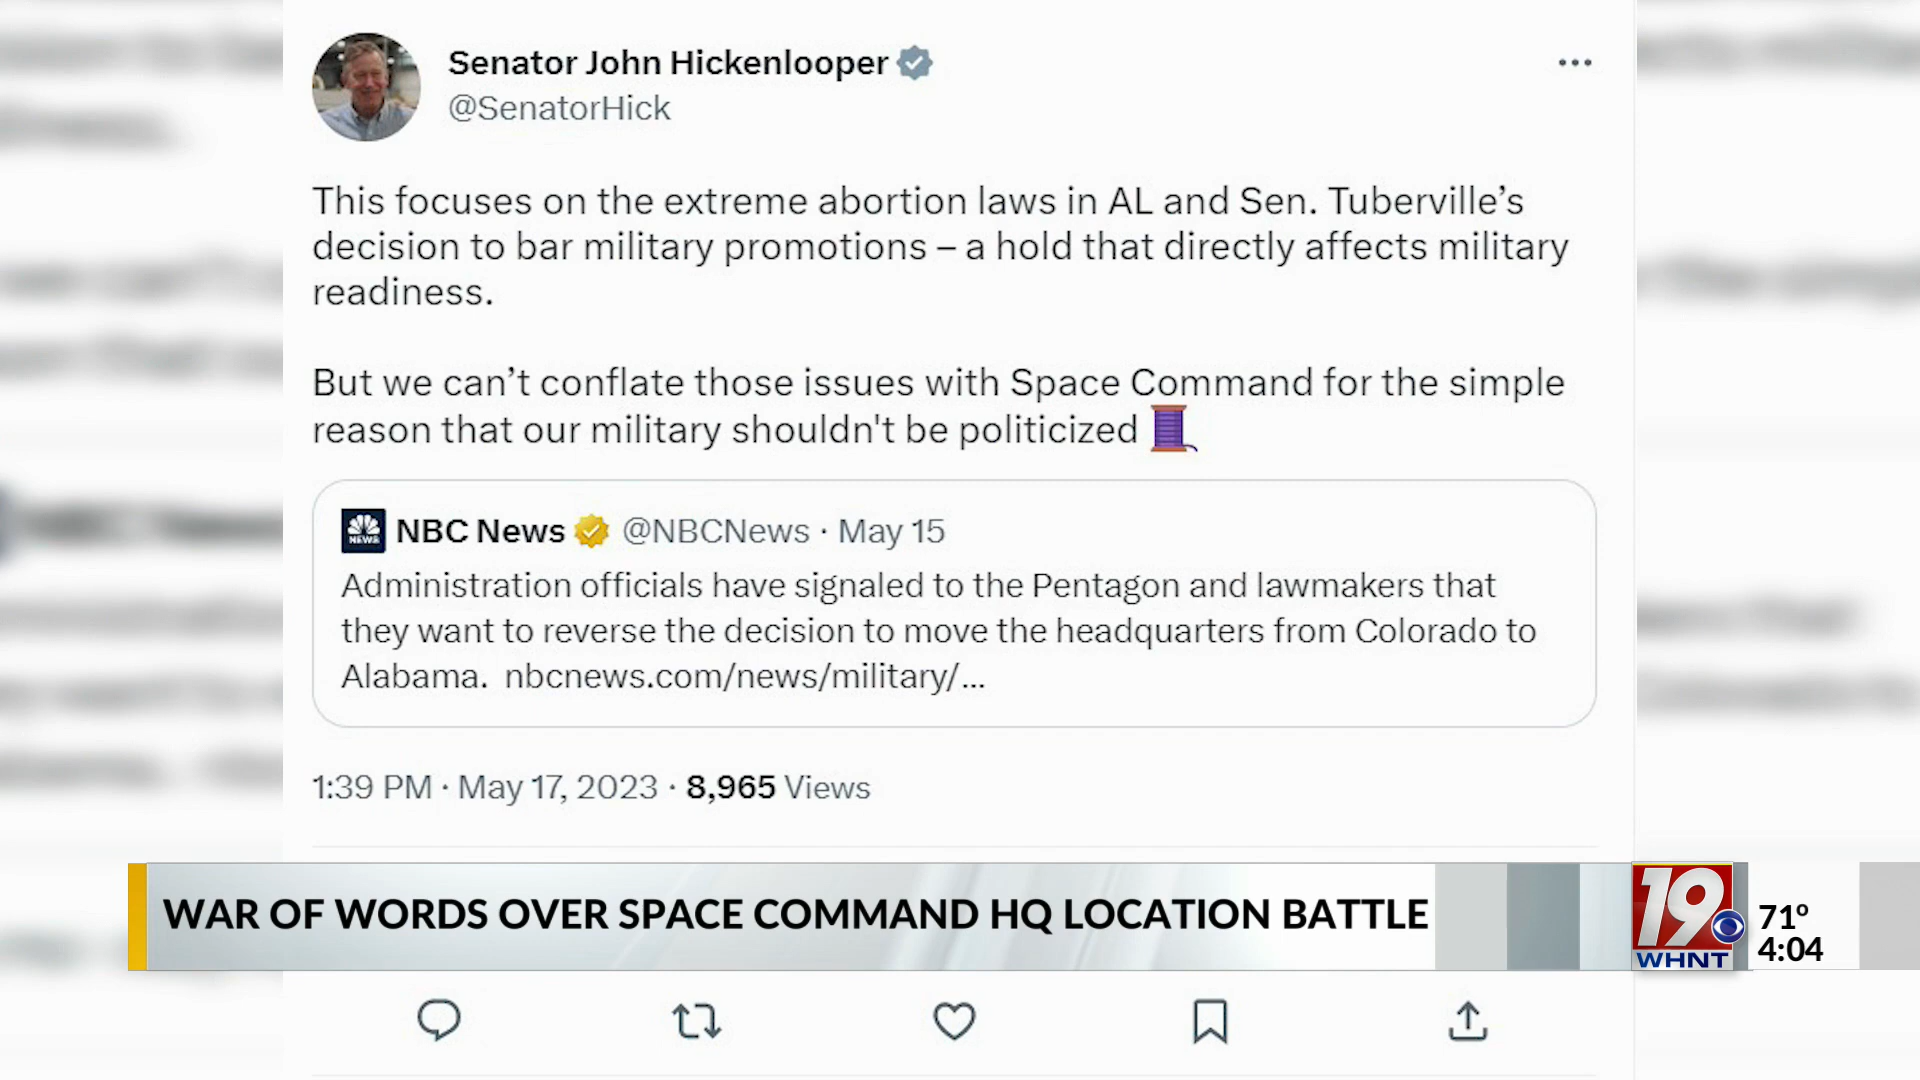 Senator John Hickenlooper
@SenatorHick
This focuses on the extreme abortion laws in AL and Sen. Tuberville’s
decision to bar military promotions – a hold that directly affects military
readiness.
But we can’t conflate those issues with Space Command for the simple
reason that our military shouldn't be politicized
NEWS
NBC News @NBCNews · May 15
Administration officials have signaled to the Pentagon and lawmakers that
they want to reverse the decision to move the headquarters from Colorado to
Alabama. nbcnews.com/news/military/...
1:39 PM · May 17, 2023 · 8,965 Views
WAR OF WORDS OVER SPACE COMMAND HQ LOCATION BATTLE
19
WHNT
71º
4:04